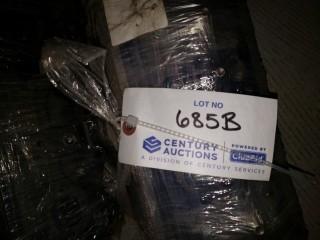 LOT NO
685B
CENTURY
AUCTIONS
POWERED BY
A DIVISION OF CENTURY SERVICES